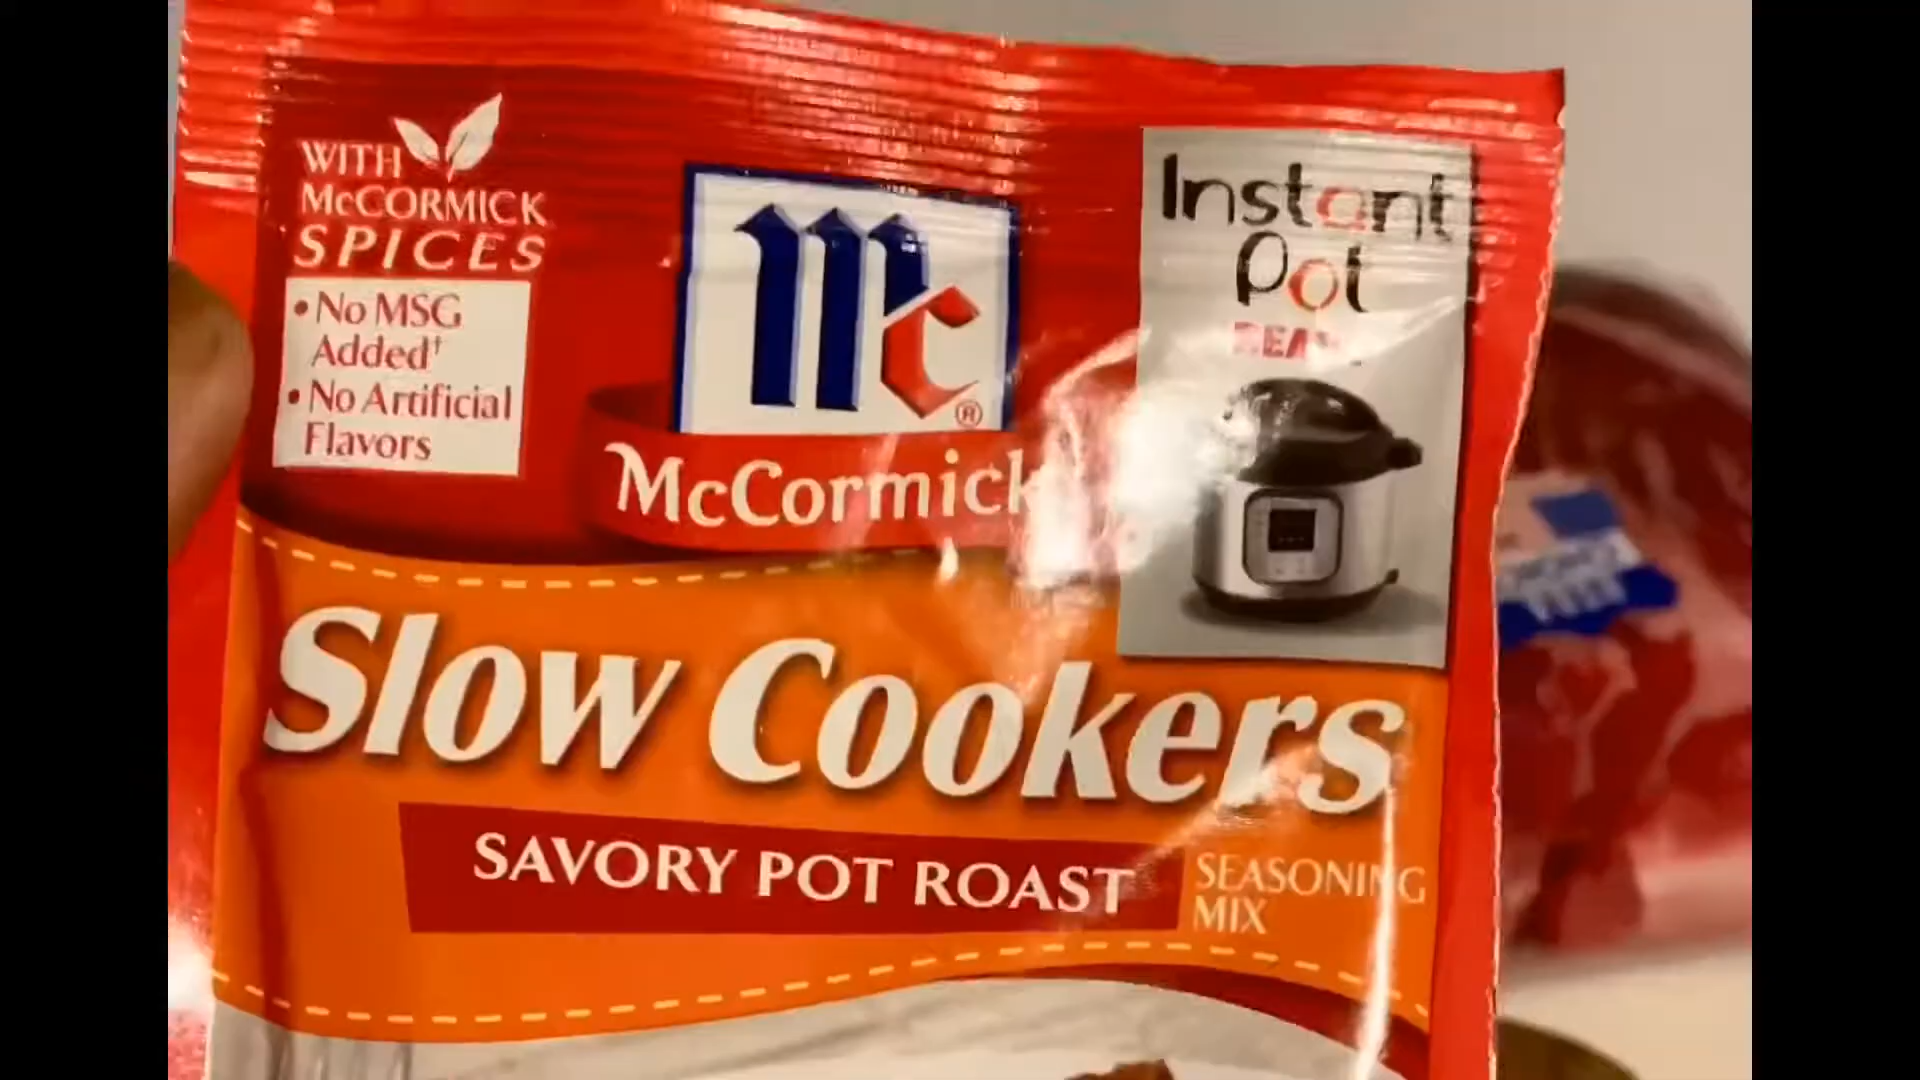 WITH
McCORMICK
SPICES
• No MSG
Added†
• No Artificial
Flavors
Mc®
McCormick
Instant
Pot
Slow Cookers
SAVORY POT ROAST
SEASONING
MIX